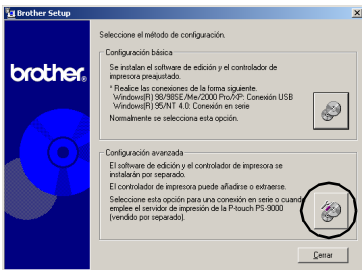 Brother Setup
Seleccione el método de configuración.
brother®
Configuración básica
Se instalan el software de edición y el controlador de
impresora preajustado.
* Realice las conexiones de la forma siguiente.
Windows(R) 98/98SE/Me/2000 Pro/XP: Conexión USB
Windows(R) 95/NT 4.0: Conexión en serie
Normalmente se selecciona esta opción.
Configuración avanzada
El software de edición y el controlador de impresora se
instalarán por separado.
El controlador de impresora puede añadirse o extraerse.
Seleccione esta opción para una conexión en serie o cuando
emplee el servidor de impresión de la P-touch PS-9000
(vendido por separado).
Cerrar